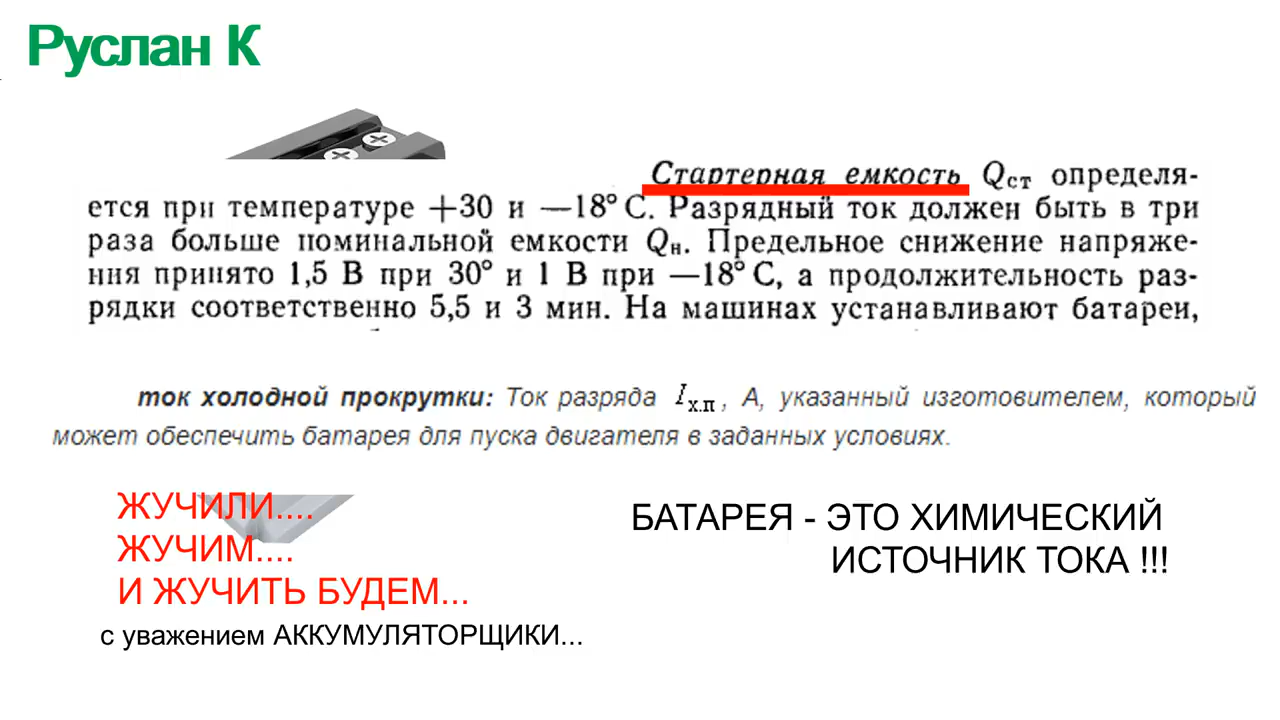 Руслан К
Стартерная емкость Qст определя-
ется при температуре +30 и —18° С. Разрядный ток должен быть в три
раза больше номинальной емкости Qн. Предельное снижение напряже-
ния принято 1,5 В при 30° и 1 В при —18° С, а продолжительность раз-
рядки соответственно 5,5 и 3 мин. На машинах устанавливают батареи,
ток холодной прокрутки: Ток разряда Iх.п , А, указанный изготовителем, который
может обеспечить батарея для пуска двигателя в заданных условиях.
ЖУЧИЛИ....
ЖУЧИМ....
И ЖУЧИТЬ БУДЕМ...
с уважением АККУМУЛЯТОРЩИКИ...
БАТАРЕЯ - ЭТО ХИМИЧЕСКИЙ
ИСТОЧНИК ТОКА !!!